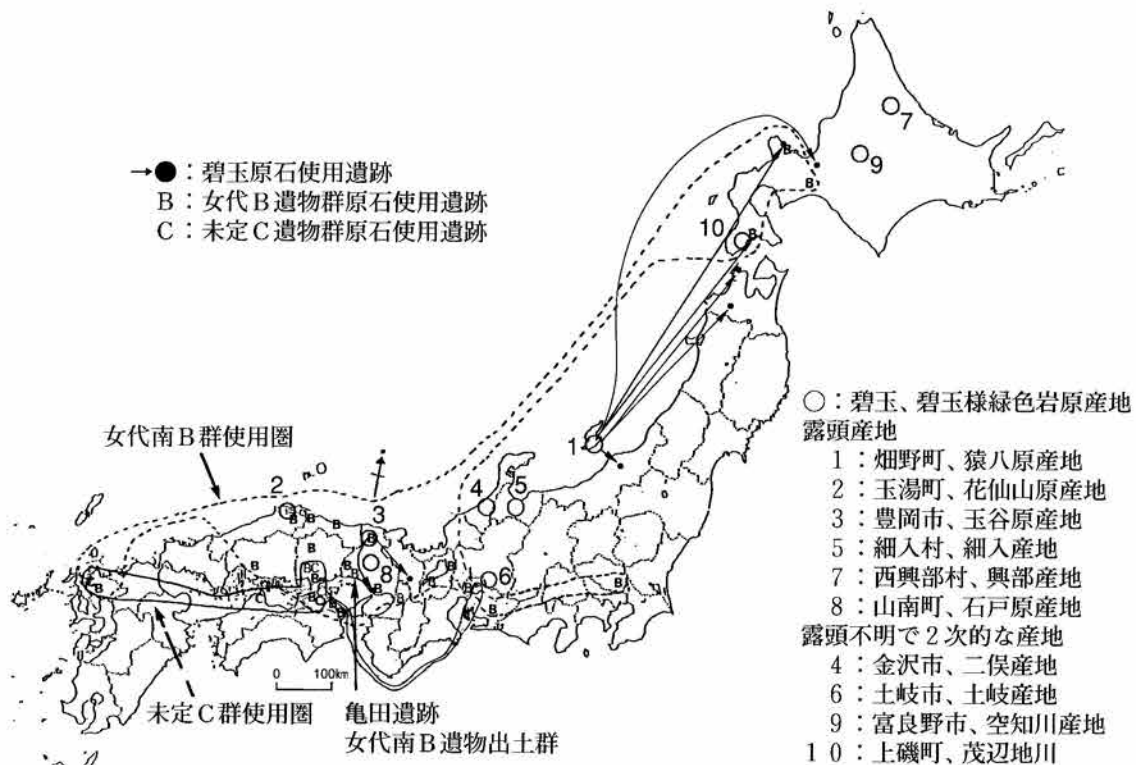 →●：碧玉原石使用遺跡
B：女代B遺物群原石使用遺跡
C：未定C遺物群原石使用遺跡
女代南B群使用圏
未定C群使用圏
亀田遺跡
女代南B遺物出土群
0 100km
1
2
3
4
5
6
7
8
9
10
○：碧玉、碧玉様緑色岩原産地
露頭産地
1：畑野町、猿八原産地
2：玉湯町、花仙山原産地
3：豊岡市、玉谷原産地
5：細入村、細入産地
7：西興部村、興部産地
8：山南町、石戸原産地
露頭不明で2次的な産地
4：金沢市、二俣産地
6：土岐市、土岐産地
9：富良野市、空知川産地
10：上磯町、茂辺地川